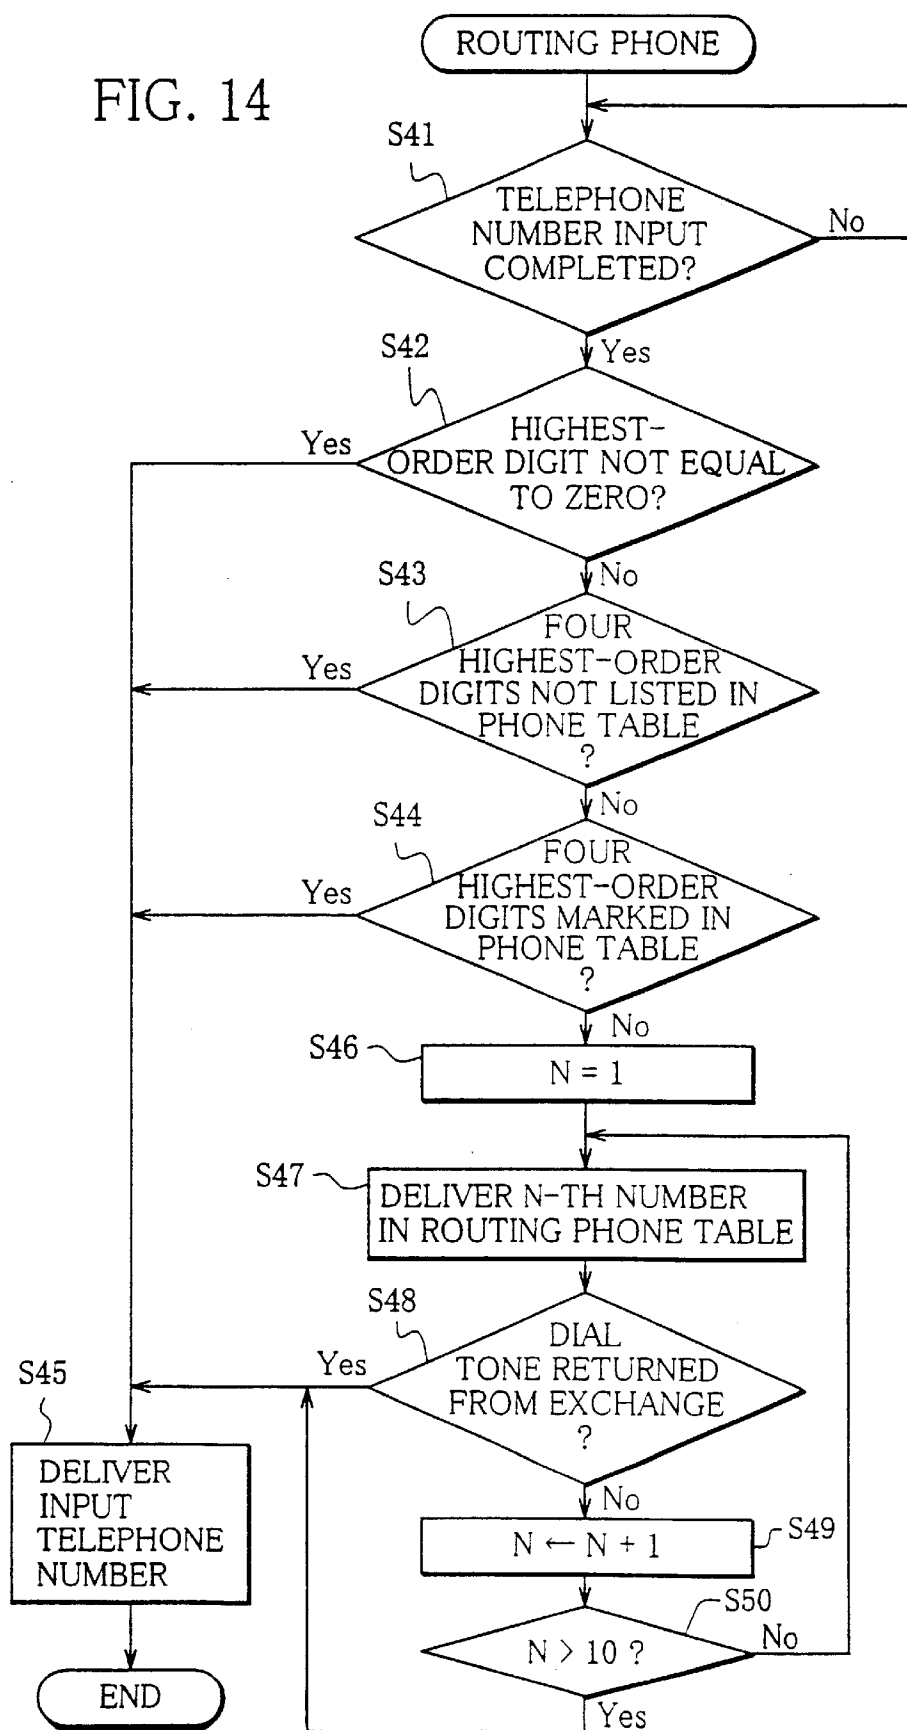 ROUTING PHONE
FIG. 14
S41
TELEPHONE
NUMBER INPUT
COMPLETED?
No
Yes
S42
HIGHEST-
ORDER DIGIT NOT EQUAL
TO ZERO?
Yes
No
S43
FOUR
HIGHEST-ORDER
DIGITS NOT LISTED IN
PHONE TABLE
?
Yes
No
S44
FOUR
HIGHEST-ORDER
DIGITS MARKED IN
PHONE TABLE
?
Yes
No
S46
N = 1
S47
DELIVER N-TH NUMBER
IN ROUTING PHONE TABLE
S48
DIAL
TONE RETURNED
FROM EXCHANGE
?
Yes
No
S45
DELIVER
INPUT
TELEPHONE
NUMBER
S49
N ← N + 1
S50
N > 10 ?
No
Yes
END